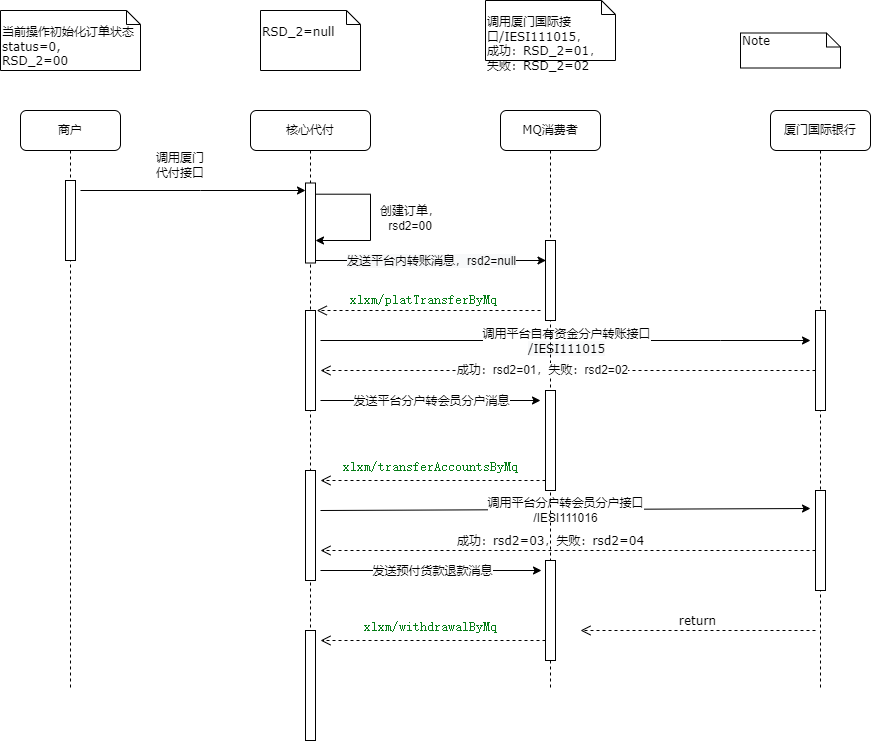 当前操作初始化订单状态
status=0，
RSD_2=00
RSD_2=null
调用厦门国际接
口/IESI111015，
成功：RSD_2=01，
失败：RSD_2=02
Note
商户
核心代付
MQ消费者
厦门国际银行
调用厦门
代付接口
创建订单，
rsd2=00
发送平台内转账消息，rsd2=null
xlxm/platTransferByMq
调用平台自有资金分户转账接口
/IESI111015
成功：rsd2=01，失败：rsd2=02
发送平台分户转会员分户消息
xlxm/transferAccountsByMq
调用平台分户转会员分户接口
/IESI111016
成功：rsd2=03，失败：rsd2=04
发送预付货款退款消息
return
xlxm/withdrawalByMq